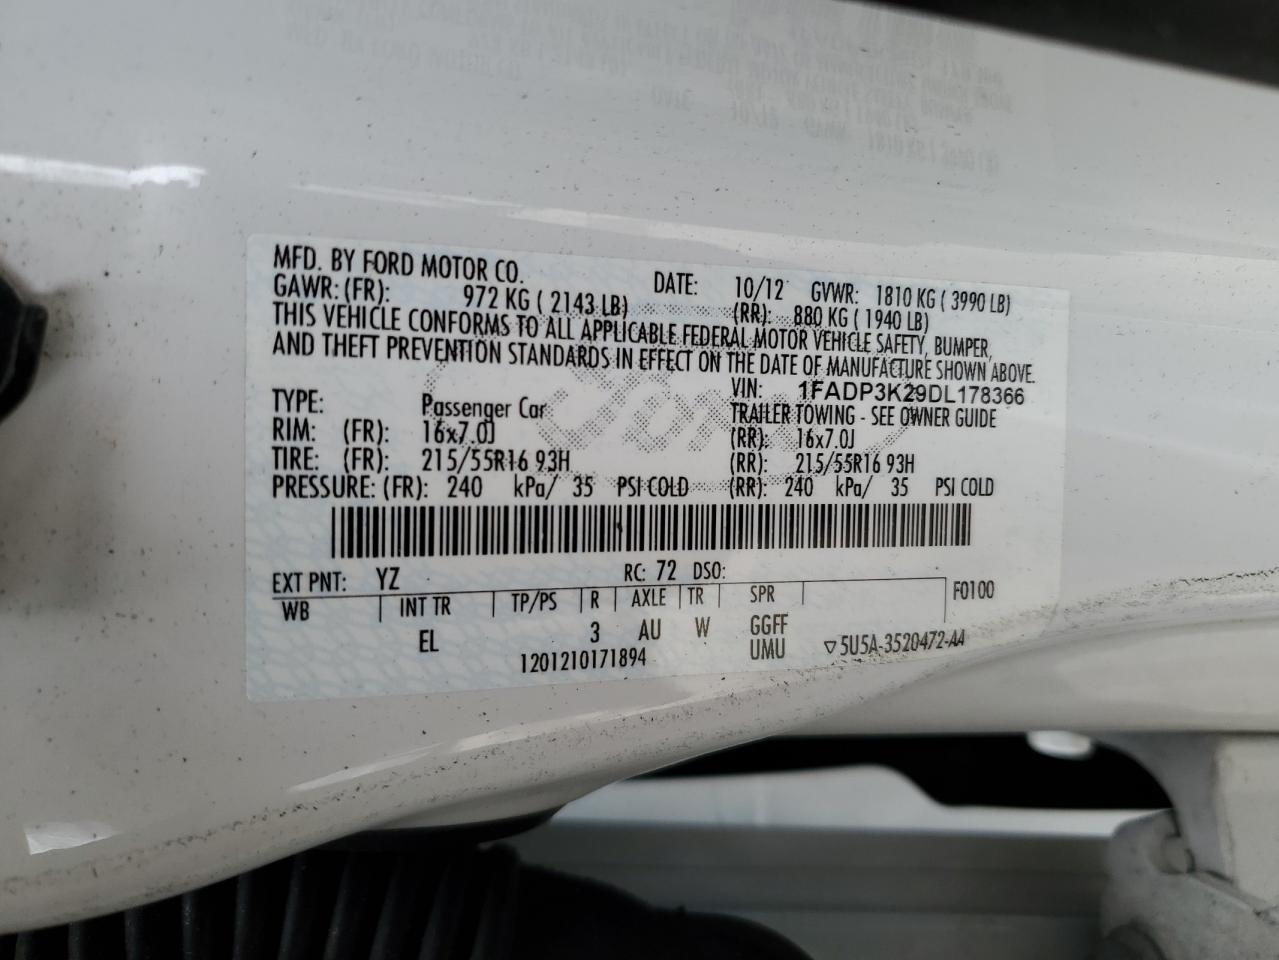 MFD. BY FORD MOTOR CO. DATE: 10/12 GVWR: 1810 KG ( 3990 LB)
GAWR: (FR): 972 KG ( 2143 LB) (RR): 880 KG ( 1940 LB)
THIS VEHICLE CONFORMS TO ALL APPLICABLE FEDERAL MOTOR VEHICLE SAFETY, BUMPER,
AND THEFT PREVENTION STANDARDS IN EFFECT ON THE DATE OF MANUFACTURE SHOWN ABOVE.
VIN: 1FADP3K29DL178366
TYPE: Passenger Car TRAILER TOWING - SEE OWNER GUIDE
RIM: (FR): 16x7.0J (RR): 16x7.0J
TIRE: (FR): 215/55R16 93H (RR): 215/55R16 93H
PRESSURE: (FR): 240 kPa/ 35 PSI COLD (RR): 240 kPa/ 35 PSI COLD
EXT PNT: YZ RC: 72 DSO:
WB INT TR TP/PS R AXLE TR SPR F0100
EL 3 AU W GGFF
1201210171894 UMU ▽5U5A-3520472-AA